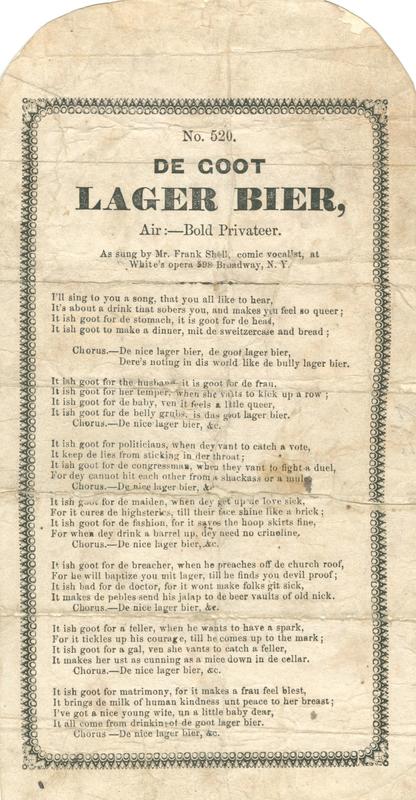 No. 520.
DE GOOT
LAGER BIER,
Air:—Bold Privateer.
As sung by Mr. Frank Shell, comic vocalist, at
White's opera 598 Broadway, N. Y.
I'll sing to you a song, that you all like to hear,
It's about a drink that sobers you, and makes you feel so queer;
It ish goot for de stomach, it is goot for de head,
It ish goot to make a dinner, mit de sweitzercase and bread;
Chorus.—De nice lager bier, de goot lager bier,
Dere's noting in dis world like de bully lager bier.
It ish goot for the husband, it is goot for de frau,
It ish goot for her temper, when she vants to kick up a row;
It ish goot for de baby, ven it feels a little queer,
It ish goot for de belly grubs, is das goot lager bier.
Chorus.—De nice lager bier, &c.
It ish goot for politicians, when dey vant to catch a vote,
It keep de lies from sticking in der throat;
It ish goot for de congressman, when they vant to fight a duel,
For dey cannot hit each other from a shackass or a mule
Chorus.—De nice lager bier, &c
It ish goot for de maiden, when dey get up de love sick,
For it cures de highsterics, till their face shine like a brick;
It ish goot for de fashion, for it saves the hoop skirts fine,
For when dey drink a barrel up, dey need no crineline.
Chorus.—De nice lager bier, &c.
It ish goot for de breacher, when he preaches off de church roof,
For he will baptize you mit lager, till he finds you devil proof;
It ish bad for de doctor, for it wont make folks git sick,
It makes de pebles send his jalap to de beer vaults of old nick.
Chorus.—De nice lager bier, &c.
It ish goot for a feller, when he wants to have a spark,
For it tickles up his courage, till he comes up to the mark;
It ish goot for a gal, ven she vants to catch a feller,
It makes her ust as cunning as a mice down in de cellar.
Chorus.—De nice lager bier, &c.
It ish goot for matrimony, for it makes a frau feel blest,
It brings de milk of human kindness unt peace to her breast;
I've got a nice young wife, un a little baby dear,
It all come from drinking of de goot lager bier.
Chorus—De nice lager bier, &c.